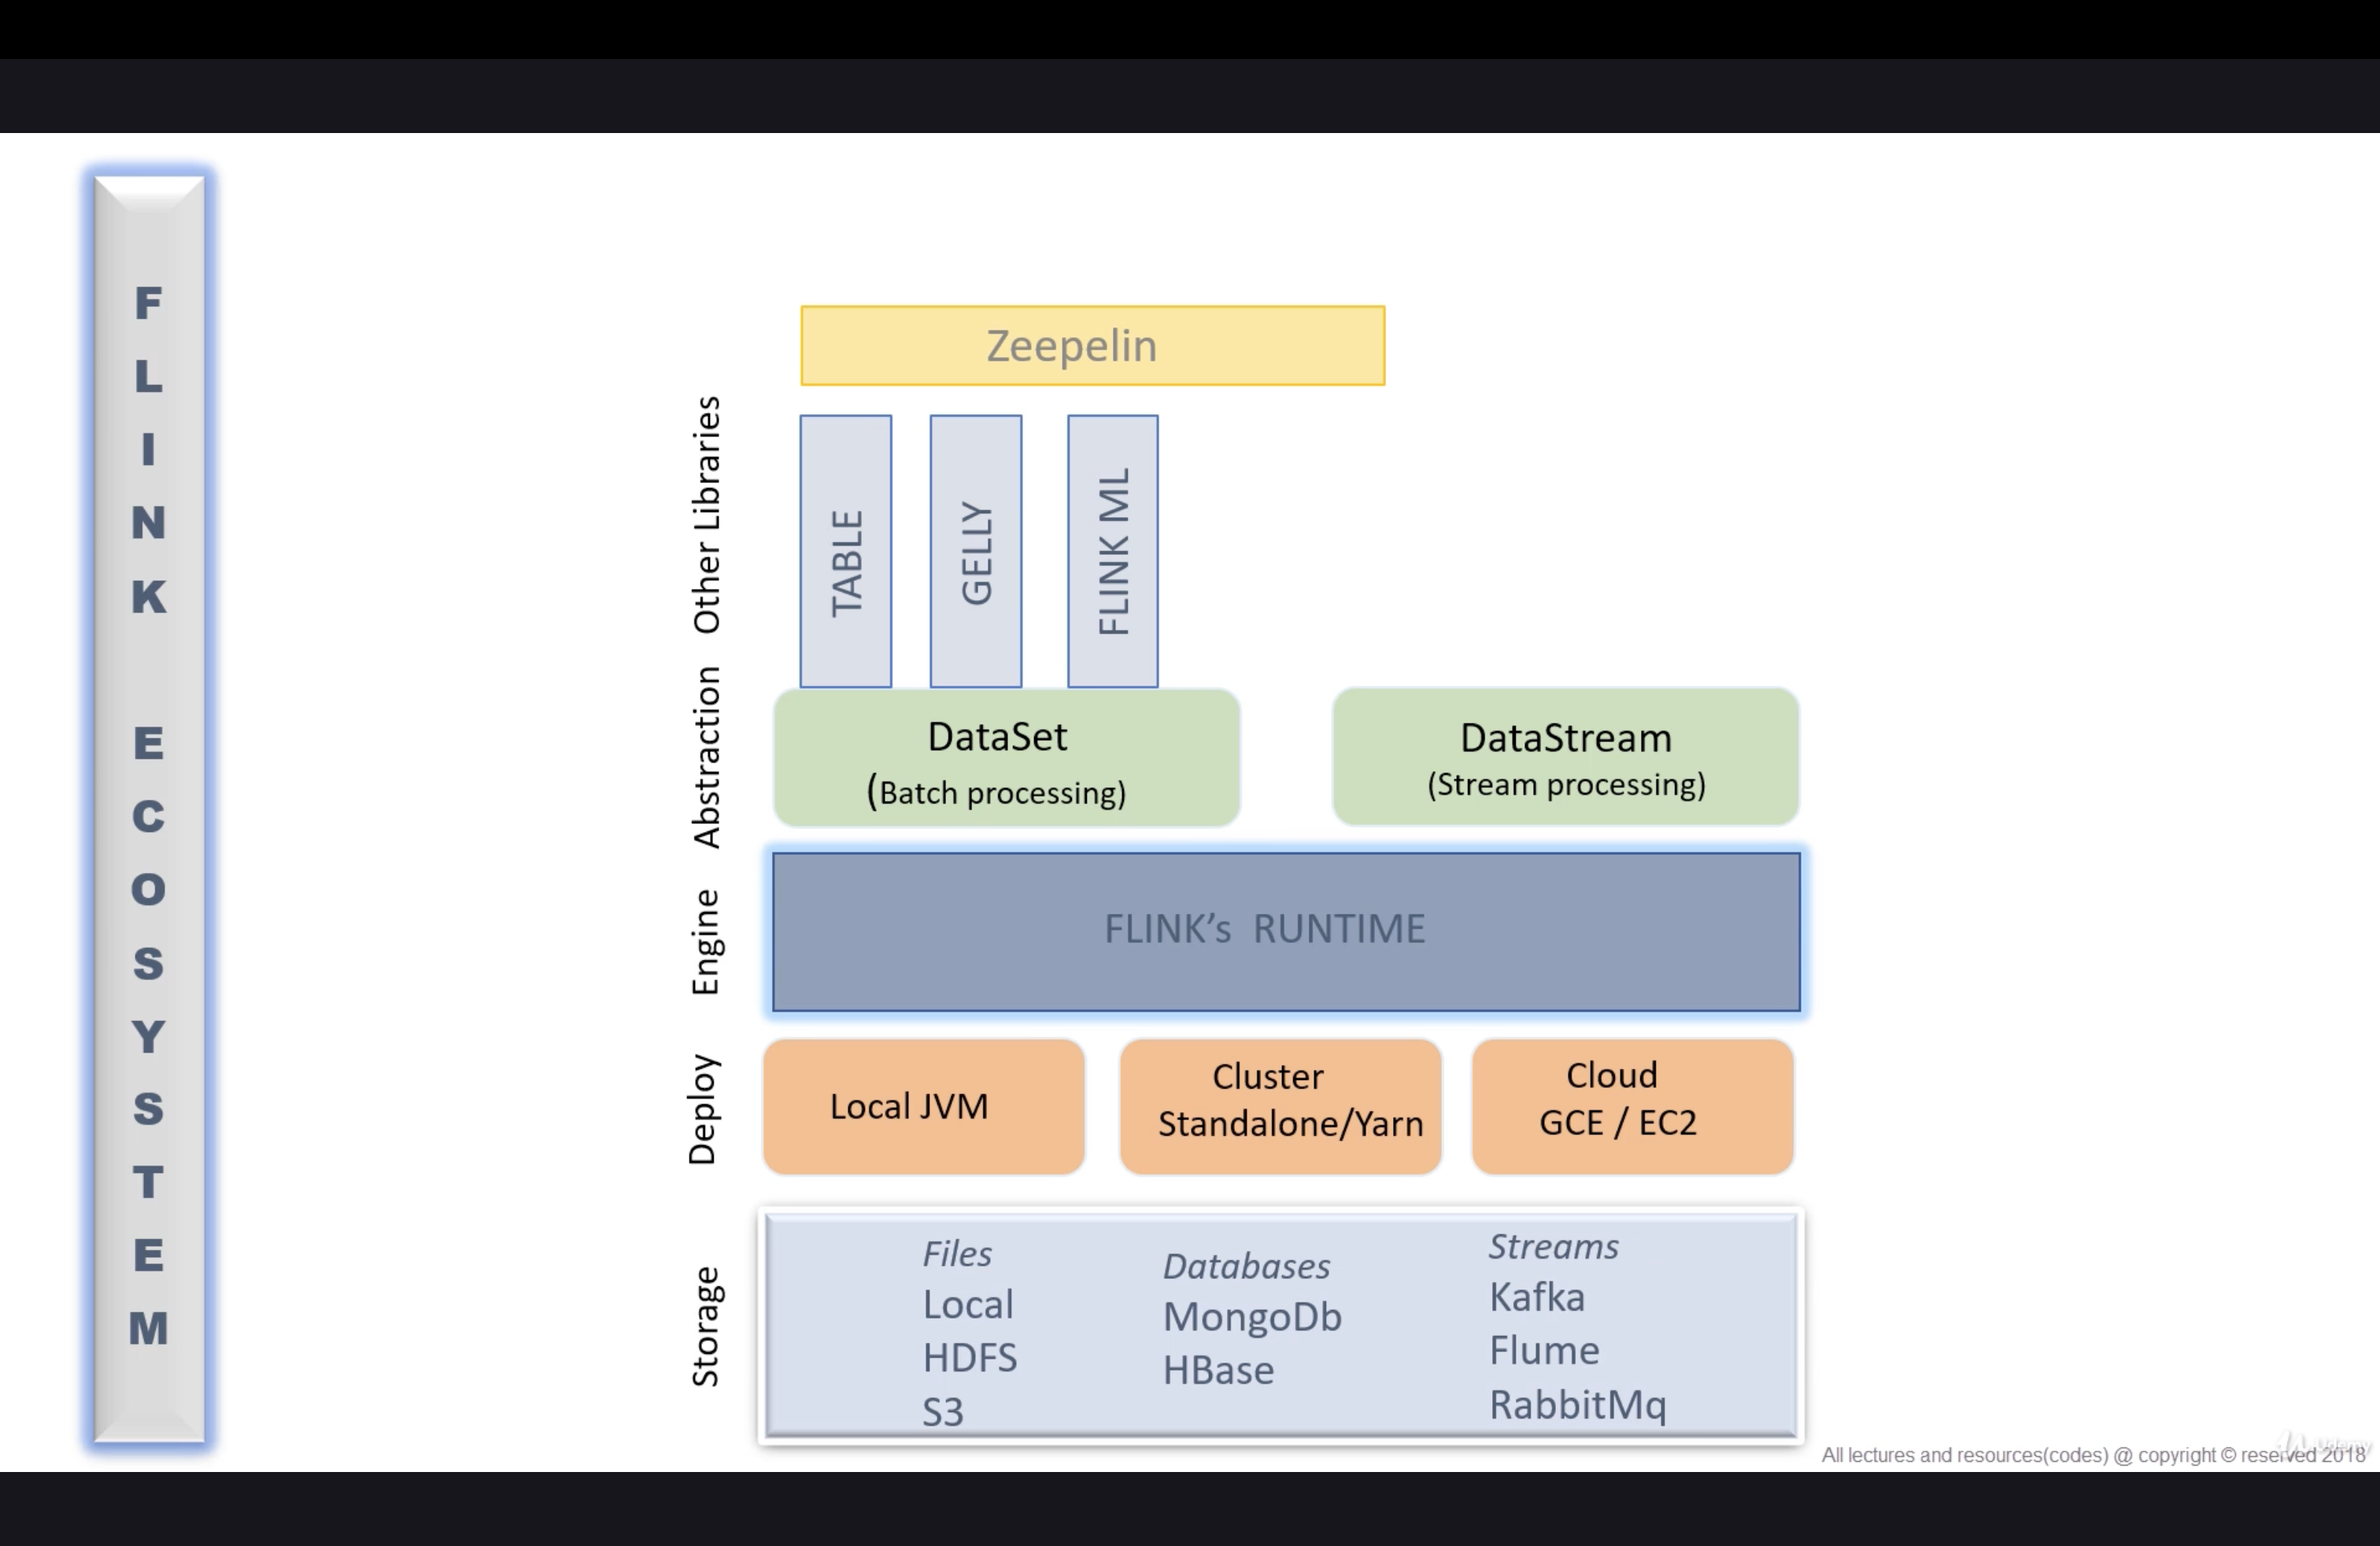 FLINK ECOSYSTEM
Zeepelin
Other Libraries
TABLE
GELLY
FLINK ML
Abstraction
DataSet
(Batch processing)
DataStream
(Stream processing)
Engine
FLINK’s RUNTIME
Deploy
Local JVM
Cluster
Standalone/Yarn
Cloud
GCE / EC2
Storage
Files
Local
HDFS
S3
Databases
MongoDb
HBase
Streams
Kafka
Flume
RabbitMq
All lectures and resources(codes) @ copyright © reserved 2018
Udemy